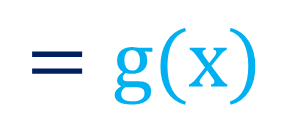 = g(x)